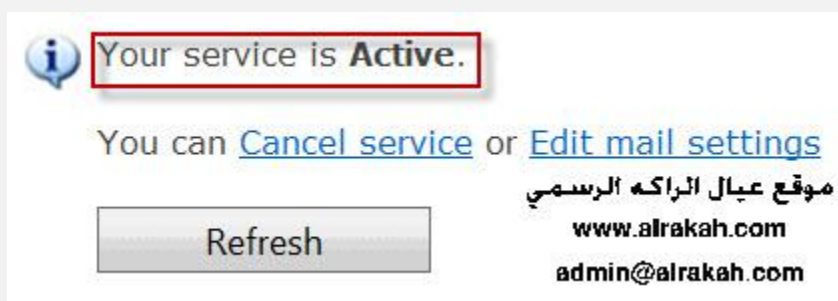 Your service is Active.
You can Cancel service or Edit mail settings
موقع عيال الراكه الرسمي
www.alrakah.com
Refresh
admin@alrakah.com